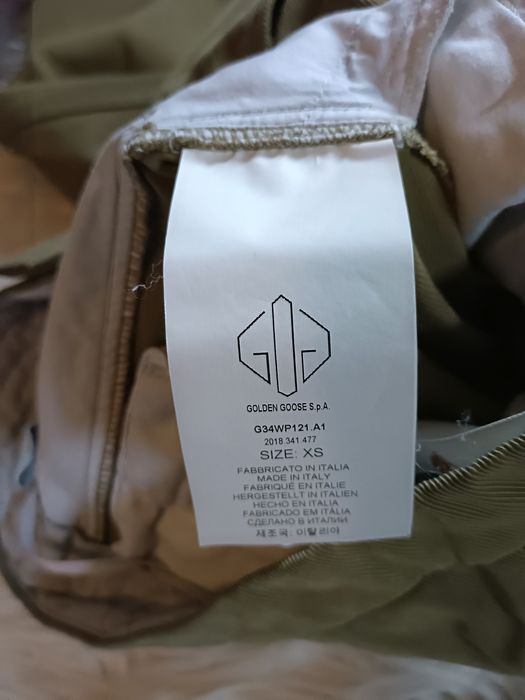 GOLDEN GOOSE S.p.A.
G34WP121.A1
2018.341.477
SIZE: XS
FABBRICATO IN ITALIA
MADE IN ITALY
FABRIQUÉ EN ITALIE
HERGESTELLT IN ITALIEN
HECHO EN ITALIA
FABRICADO EM ITÁLIA
СДЕЛАНО В ИТАЛИИ
제조국: 이탈리아